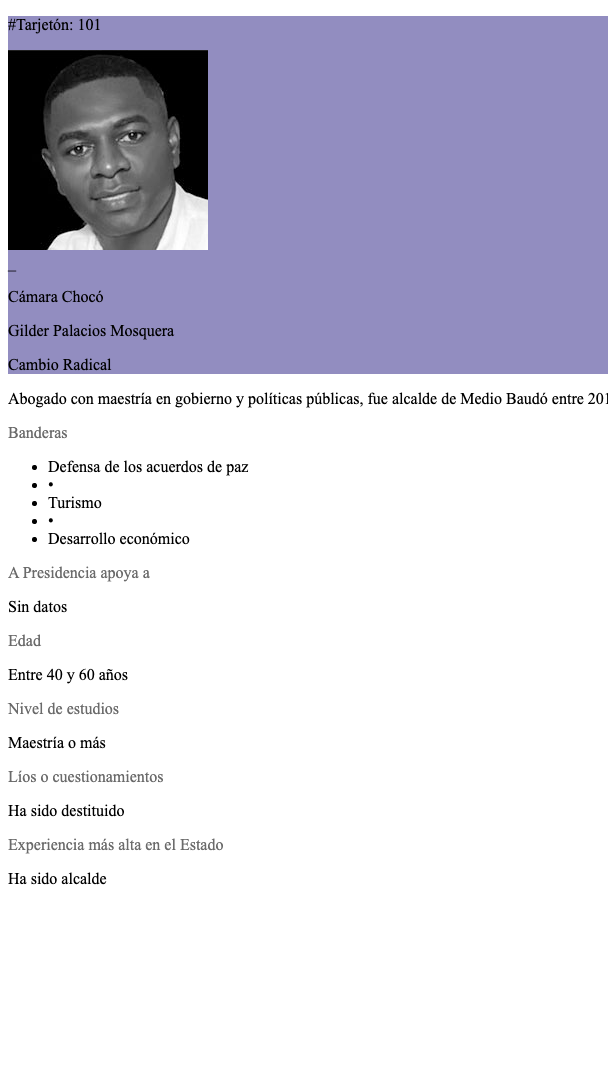 #Tarjetón: 101
_
Cámara Chocó
Gilder Palacios Mosquera
Cambio Radical
Abogado con maestría en gobierno y políticas públicas, fue alcalde de Medio Baudó entre 201
Banderas
• Defensa de los acuerdos de paz
• •
• Turismo
• •
• Desarrollo económico
A Presidencia apoya a
Sin datos
Edad
Entre 40 y 60 años
Nivel de estudios
Maestría o más
Líos o cuestionamientos
Ha sido destituido
Experiencia más alta en el Estado
Ha sido alcalde